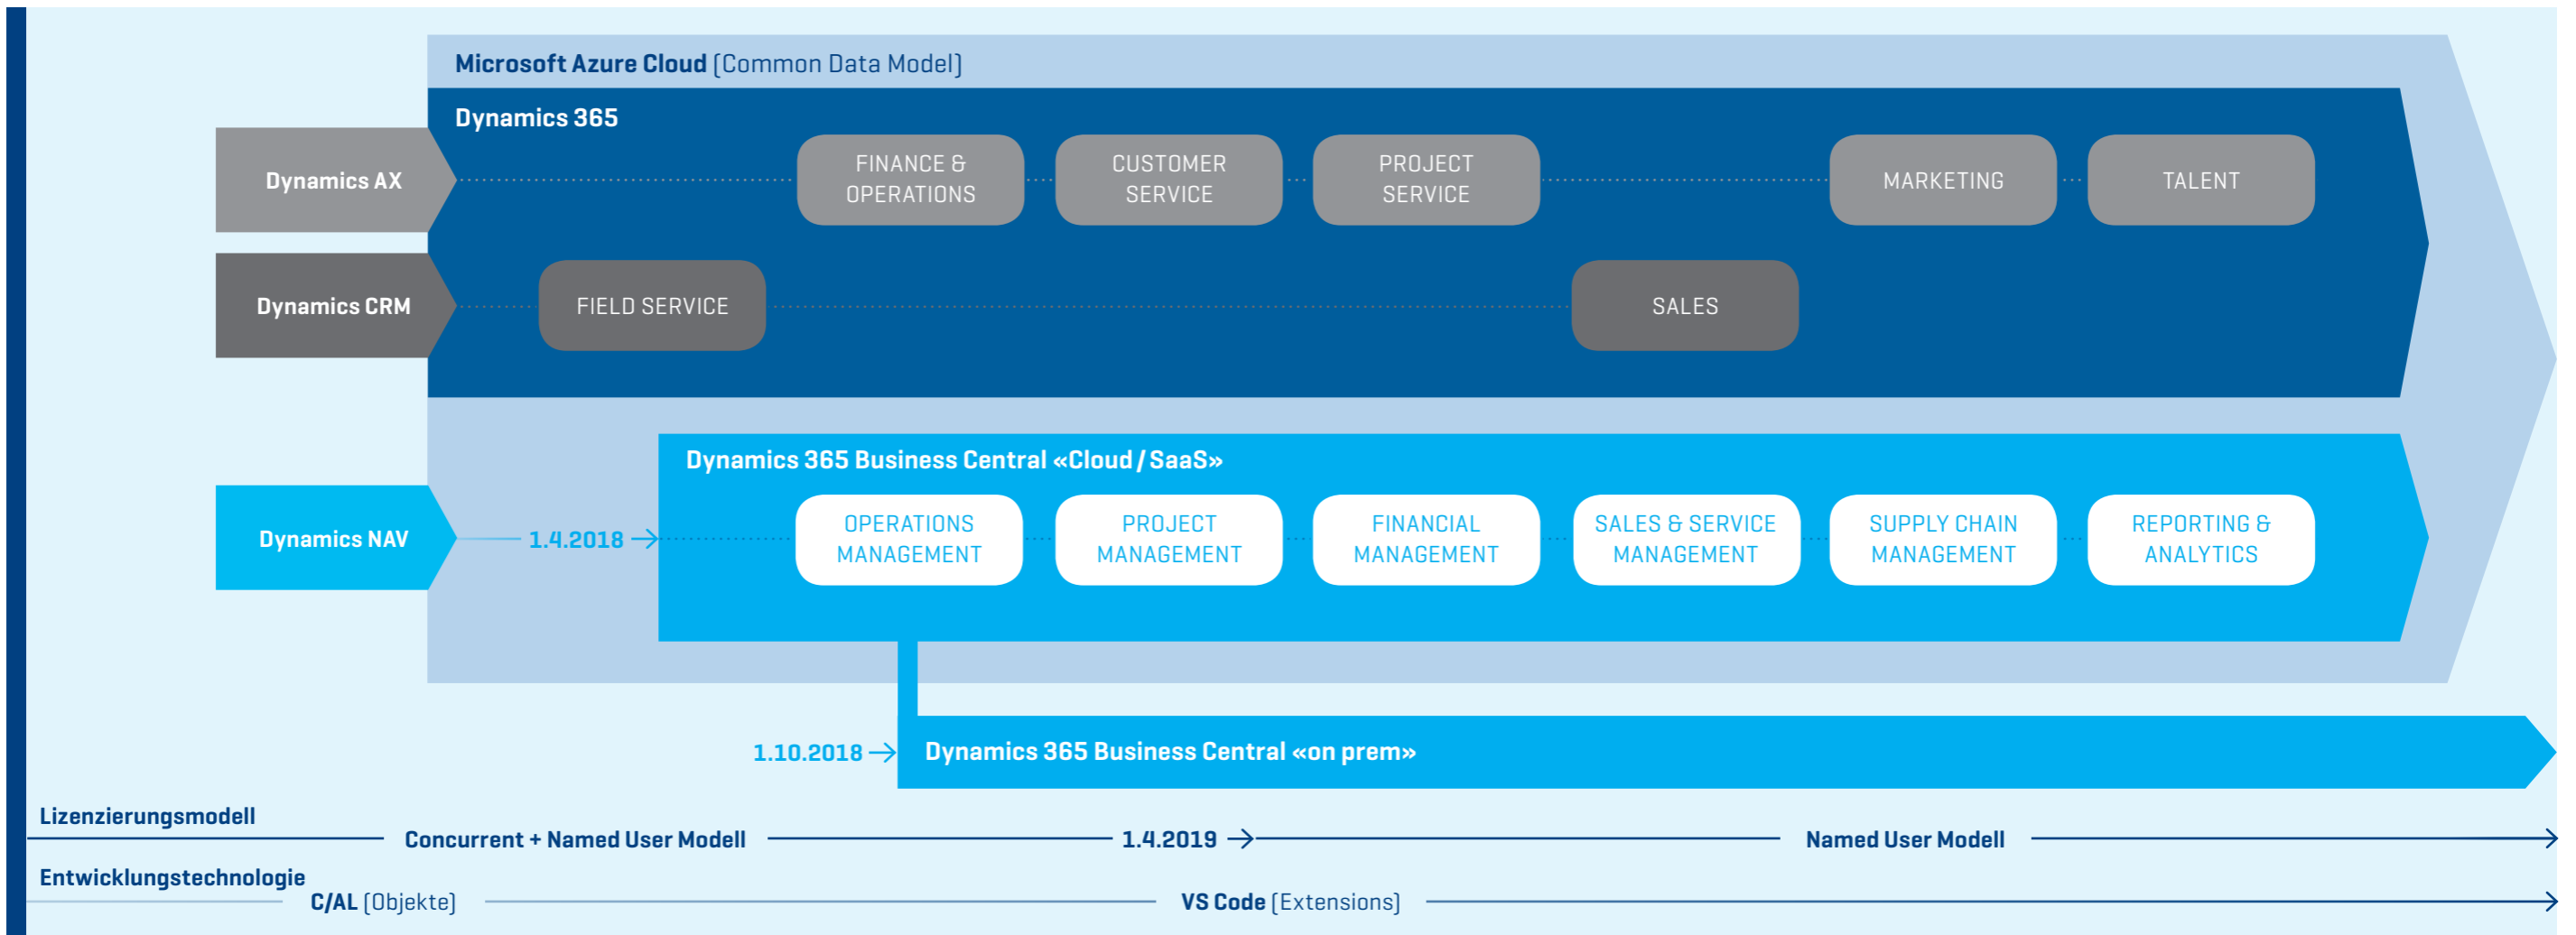 Microsoft Azure Cloud (Common Data Model)
Dynamics 365
Dynamics AX
FINANCE &
OPERATIONS
CUSTOMER
SERVICE
PROJECT
SERVICE
MARKETING
TALENT
Dynamics CRM
FIELD SERVICE
SALES
Dynamics 365 Business Central «Cloud / SaaS»
Dynamics NAV
1.4.2018
OPERATIONS
MANAGEMENT
PROJECT
MANAGEMENT
FINANCIAL
MANAGEMENT
SALES & SERVICE
MANAGEMENT
SUPPLY CHAIN
MANAGEMENT
REPORTING &
ANALYTICS
1.10.2018
Dynamics 365 Business Central «on prem»
Lizenzierungsmodell
Concurrent + Named User Modell
1.4.2019
Named User Modell
Entwicklungstechnologie
C/AL (Objekte)
VS Code (Extensions)